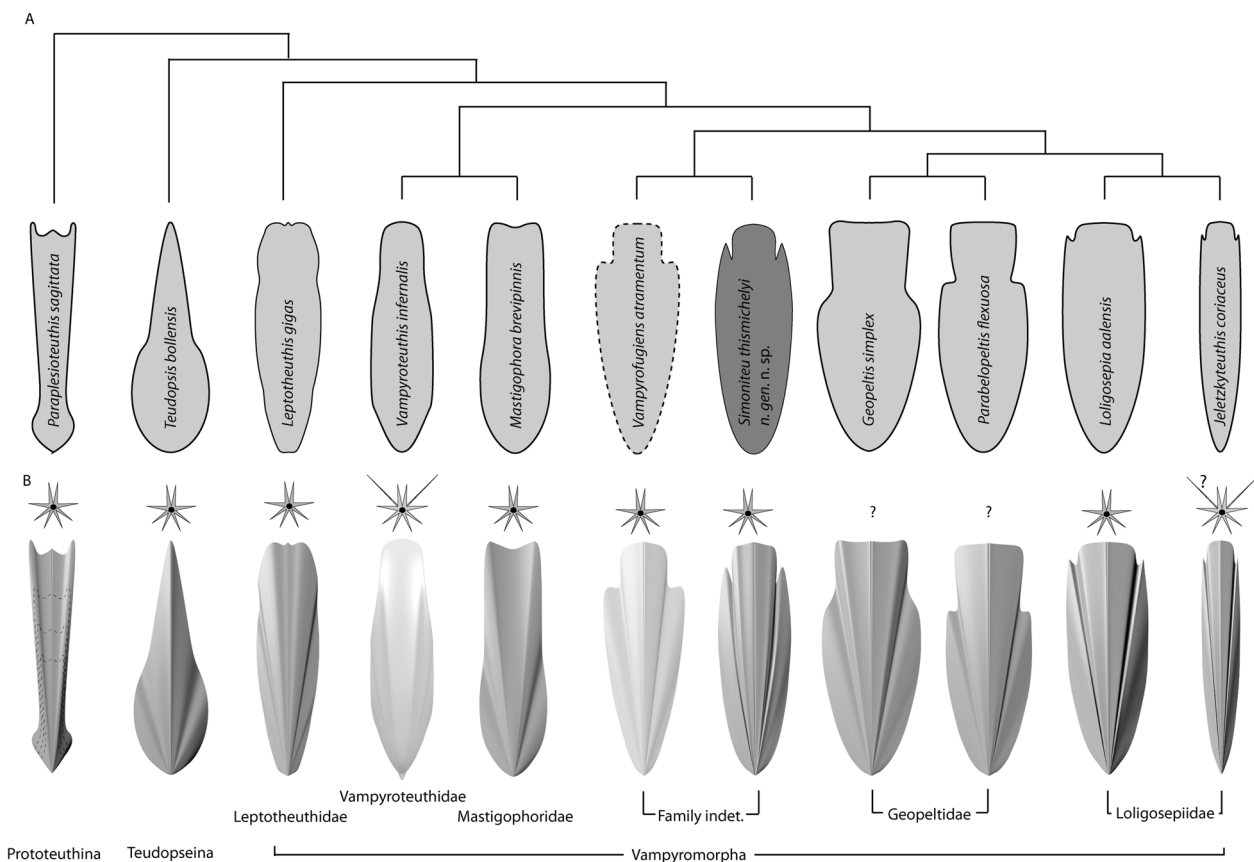 A
Paraplesioteuthis sagittata
Teudopsis bollensis
Leptotheuthis gigas
Vampyroteuthis infernalis
Mastigophora brevipinnis
Vampyrofugiens atramentum
Simoniteu thismichelyi
n. gen. n. sp.
Geopeltis simplex
Parabelopeltis flexuosa
Loligosepia aalensis
Jeletzkyteuthis coriaceus
B
?
?
?
Vampyroteuthidae
Leptotheuthidae
Mastigophoridae
Family indet.
Geopeltidae
Loligosepiidae
Prototeuthina
Teudopseina
Vampyromorpha